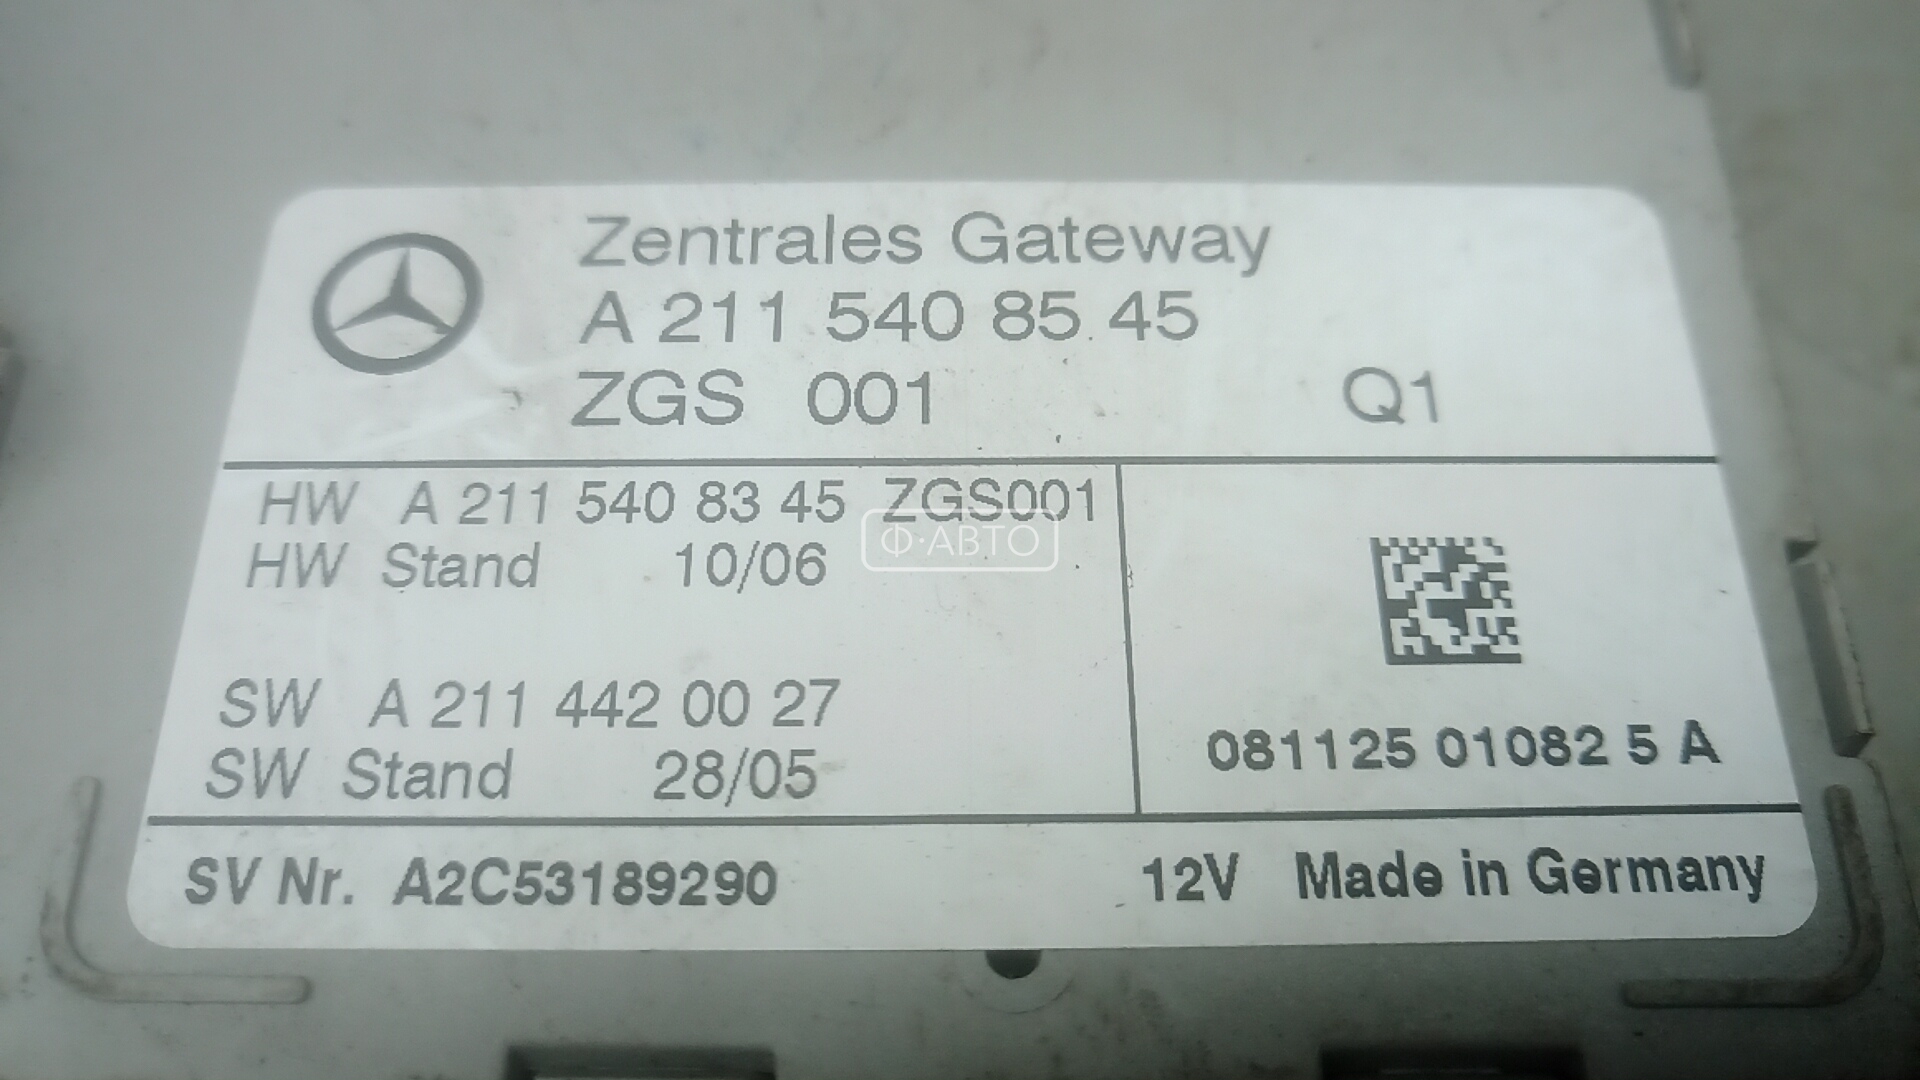 Zentrales Gateway
A 211 540 85 45
ZGS 001 Q1
HW A 211 540 83 45 ZGS001
HW Stand 10/06
Ф·АВТО
SW A 211 442 00 27
SW Stand 28/05
081125 01082 5 A
SV Nr. A2C53189290 12V Made in Germany